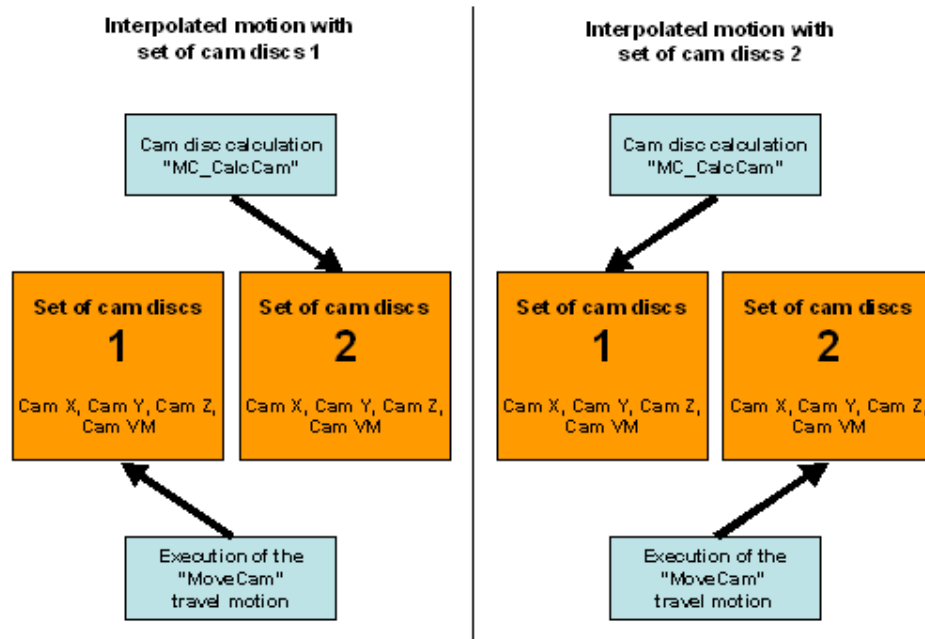 Interpolated motion with
set of cam discs 1
Cam disc calculation
"MC_CalcCam"
Set of cam discs
1
Cam X, Cam Y, Cam Z,
Cam VM
Set of cam discs
2
Cam X, Cam Y, Cam Z,
Cam VM
Execution of the
"MoveCam"
travel motion
Interpolated motion with
set of cam discs 2
Cam disc calculation
"MC_CalcCam"
Set of cam discs
1
Cam X, Cam Y, Cam Z,
Cam VM
Set of cam discs
2
Cam X, Cam Y, Cam Z,
Cam VM
Execution of the
"MoveCam"
travel motion